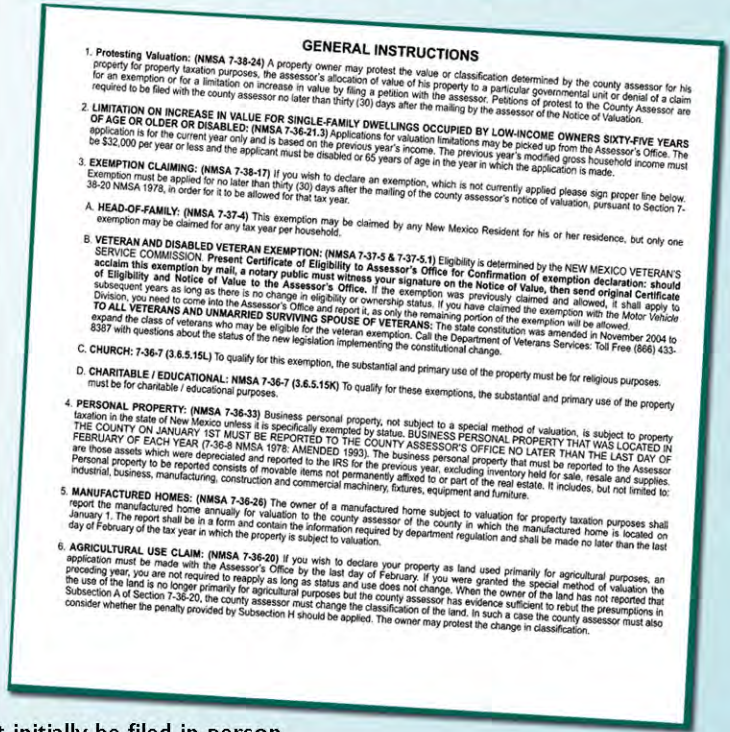 GENERAL INSTRUCTIONS
1. Protesting Valuation: (NMSA 7-38-24) A property owner may protest the value or classification determined by the county assessor for his
property for property taxation purposes, the assessor's allocation of value of his property to a particular governmental unit or denial of a claim
for an exemption or for a limitation on increase in value by filing a petition with the assessor. Petitions of protest to the County Assessor are
required to be filed with the county assessor no later than thirty (30) days after the mailing by the assessor of the Notice of Valuation.
2. LIMITATION ON INCREASE IN VALUE FOR SINGLE-FAMILY DWELLINGS OCCUPIED BY LOW-INCOME OWNERS SIXTY-FIVE YEARS
OF AGE OR OLDER OR DISABLED: (NMSA 7-36-21.3) Applications for valuation limitations may be picked up from the Assessor's Office. The
application is for the current year only and is based on the previous year's income. The previous year's modified gross household income must
be $32,000 per year or less and the applicant must be disabled or 65 years of age in the year in which the application is made.
3. EXEMPTION CLAIMING: (NMSA 7-38-17) If you wish to declare an exemption, which is not currently applied please sign proper line below.
Exemption must be applied for no later than thirty (30) days after the mailing of the county assessor's notice of valuation, pursuant to Section 7-
38-20 NMSA 1978, in order for it to be allowed for that tax year.
A. HEAD-OF-FAMILY: (NMSA 7-37-4) This exemption may be claimed by any New Mexico Resident for his or her residence, but only one
exemption may be claimed for any tax year per household.
B. VETERAN AND DISABLED VETERAN EXEMPTION: (NMSA 7-37-5 & 7-37-5.1) Eligibility is determined by the NEW MEXICO VETERAN'S
SERVICE COMMISSION. Present Certificate of Eligibility to Assessor's Office for Confirmation of exemption declaration: should
acclaim this exemption by mail, a notary public must witness your signature on the Notice of Value, then send original Certificate
of Eligibility and Notice of Value to the Assessor's Office. If the exemption was previously claimed and allowed, it shall apply to
subsequent years as long as there is no change in eligibility or ownership status. If you have claimed the exemption with the Motor Vehicle
Division, you need to come into the Assessor's Office and report it, as only the remaining portion of the exemption will be allowed.
TO ALL VETERANS AND UNMARRIED SURVIVING SPOUSE OF VETERANS: The state constitution was amended in November 2004 to
expand the class of veterans who may be eligible for the veteran exemption. Call the Department of Veterans Services: Toll Free (866) 433-
8387 with questions about the status of the new legislation implementing the constitutional change.
C. CHURCH: 7-36-7 (3.6.5.15L) To qualify for this exemption, the substantial and primary use of the property must be for religious purposes.
D. CHARITABLE / EDUCATIONAL: NMSA 7-36-7 (3.6.5.15K) To qualify for these exemptions, the substantial and primary use of the property
must be for charitable / educational purposes.
4. PERSONAL PROPERTY: (NMSA 7-36-33) Business personal property, not subject to a special method of valuation, is subject to property
taxation in the state of New Mexico unless it is specifically exempted by statue. BUSINESS PERSONAL PROPERTY THAT WAS LOCATED IN
THE COUNTY ON JANUARY 1ST MUST BE REPORTED TO THE COUNTY ASSESSOR'S OFFICE NO LATER THAN THE LAST DAY OF
FEBRUARY OF EACH YEAR (7-36-8 NMSA 1978: AMENDED 1993). The business personal property that must be reported to the Assessor
are those assets which were depreciated and reported to the IRS for the previous year, excluding inventory held for sale, resale and supplies.
Personal property to be reported consists of movable items not permanently affixed to or part of the real estate. It includes, but not limited to:
industrial, business, manufacturing, construction and commercial machinery, fixtures, equipment and furniture.
5. MANUFACTURED HOMES: (NMSA 7-36-26) The owner of a manufactured home subject to valuation for property taxation purposes shall
report the manufactured home annually for valuation to the county assessor of the county in which the manufactured home is located on
January 1. The report shall be in a form and contain the information required by department regulation and shall be made no later than the last
day of February of the tax year in which the property is subject to valuation.
6. AGRICULTURAL USE CLAIM: (NMSA 7-36-20) If you wish to declare your property as land used primarily for agricultural purposes, an
application must be made with the Assessor's Office by the last day of February. If you were granted the special method of valuation the
preceding year, you are not required to reapply as long as status and use does not change. When the owner of the land has not reported that
the use of the land is no longer primarily for agricultural purposes but the county assessor has evidence sufficient to rebut the presumptions in
Subsection A of Section 7-36-20, the county assessor must change the classification of the land. In such a case the county assessor must also
consider whether the penalty provided by Subsection H should be applied. The owner may protest the change in classification.
initially be filed in person